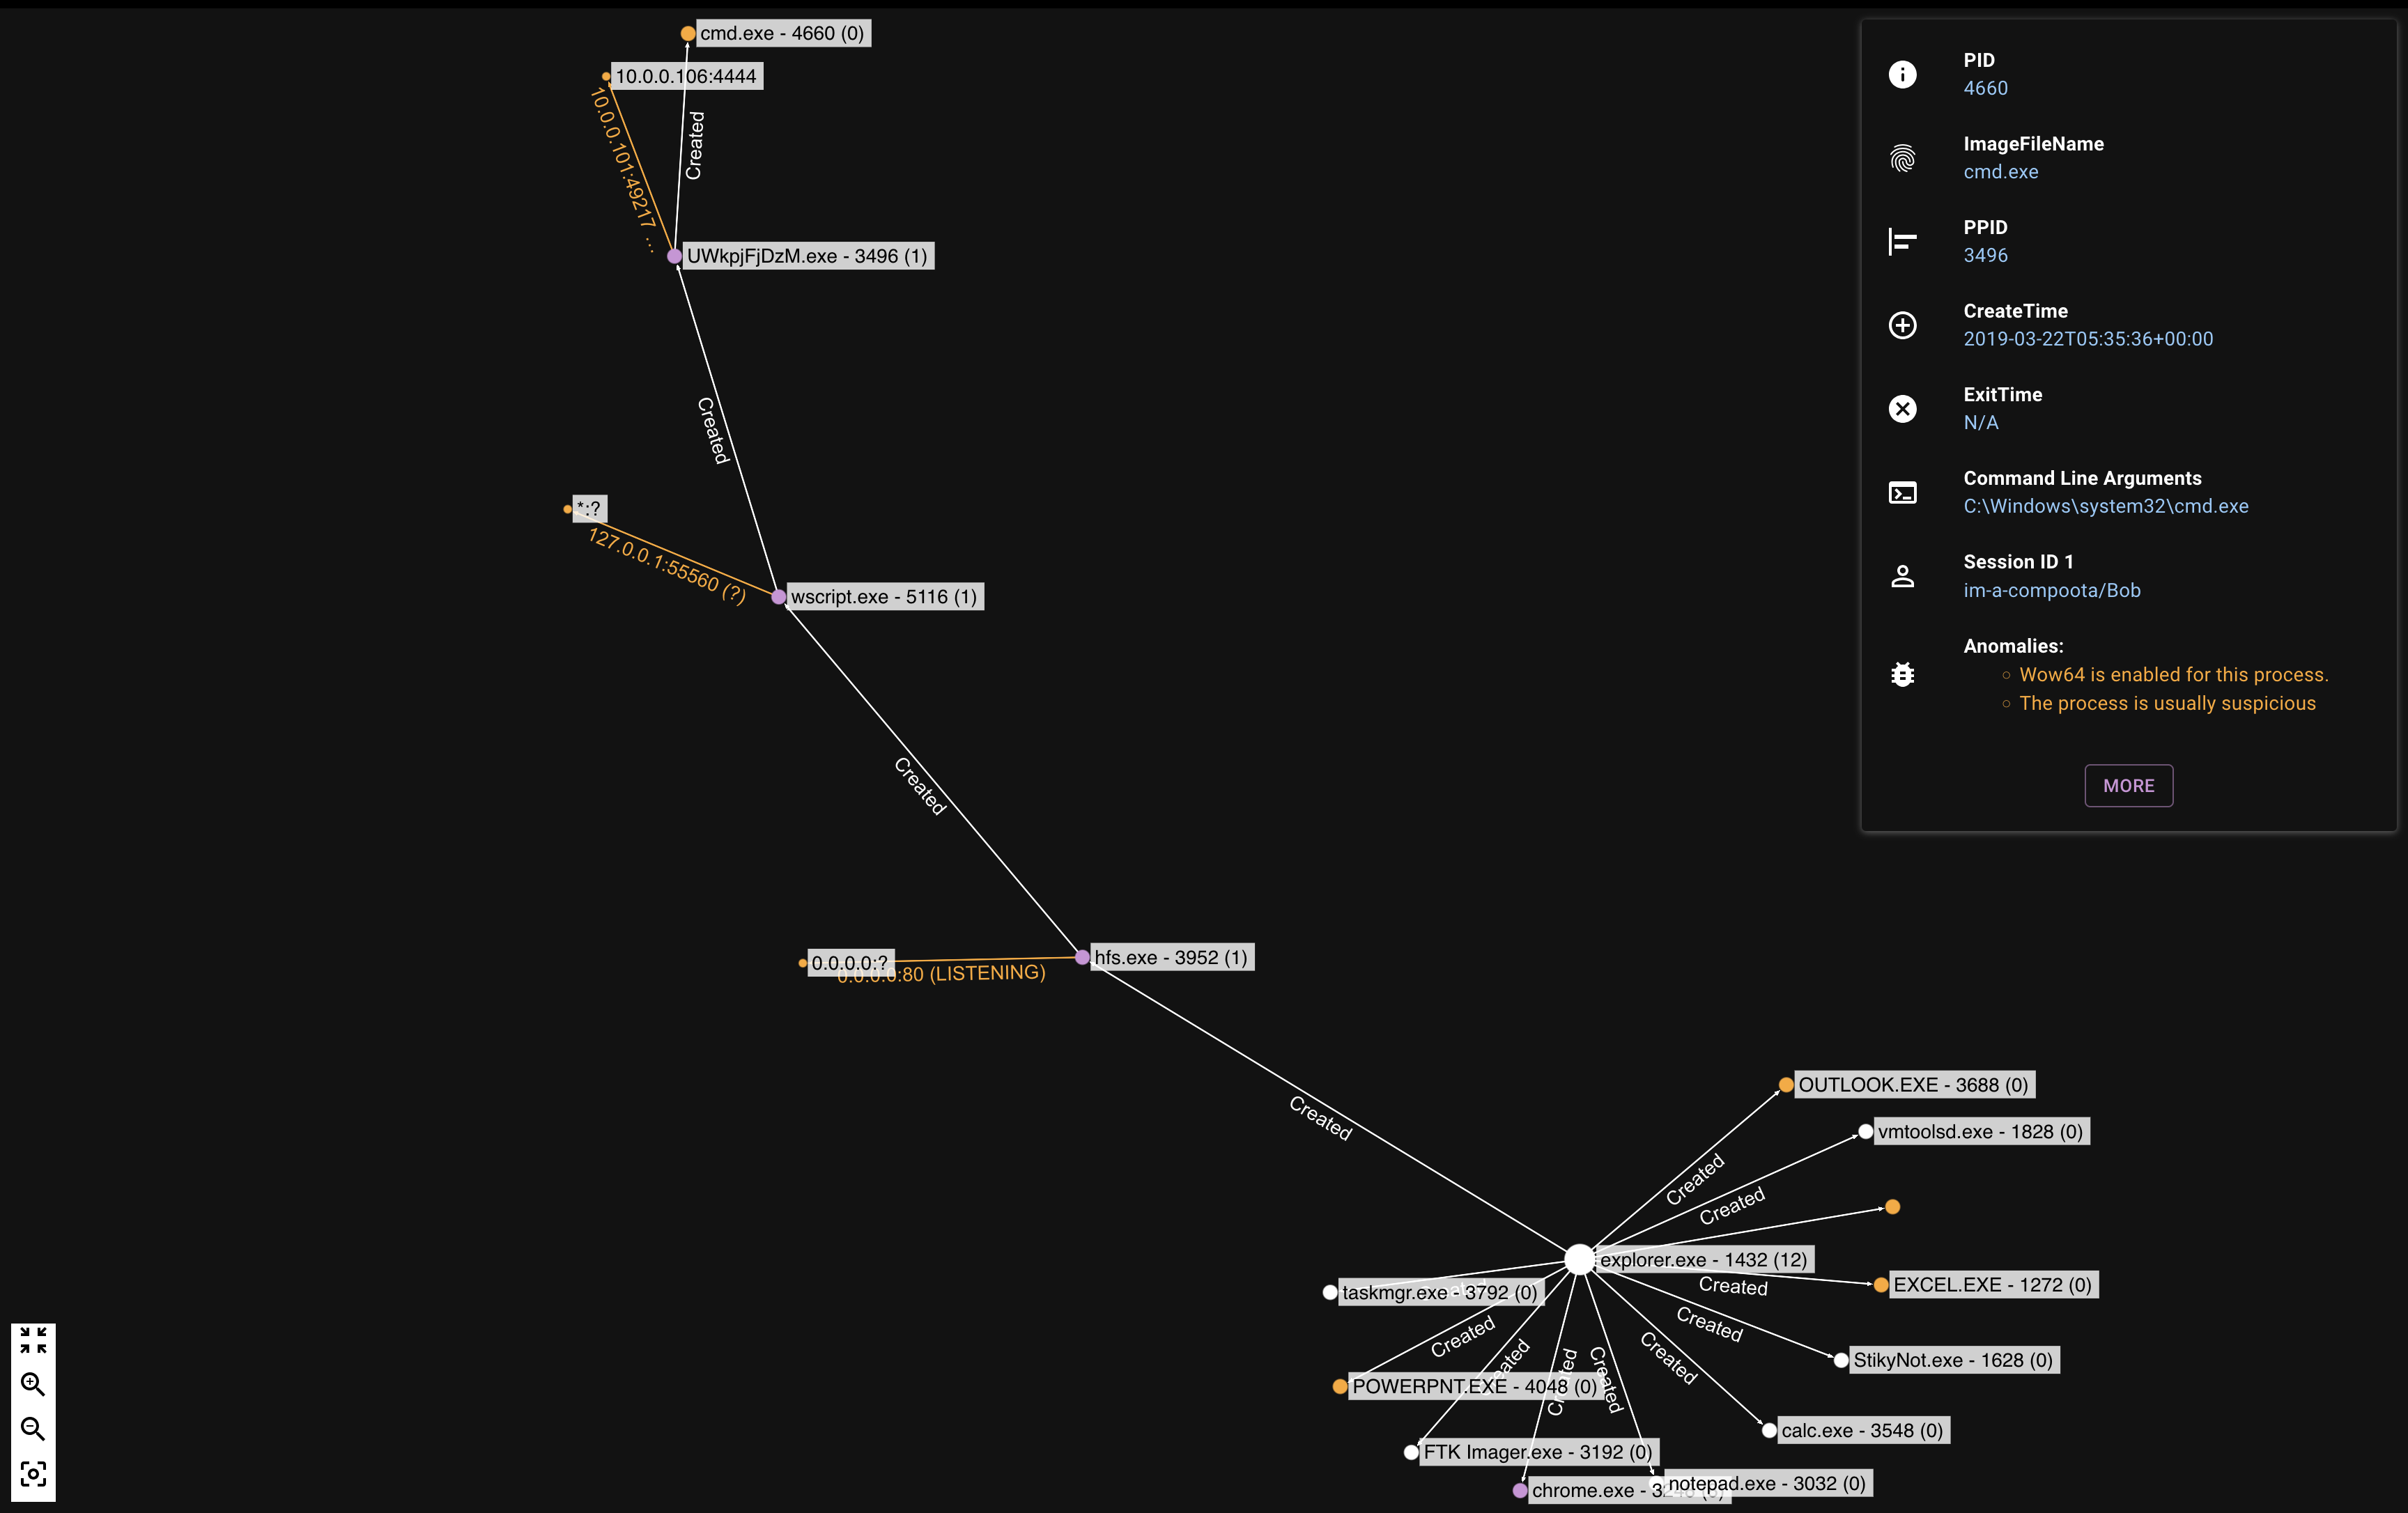 cmd.exe - 4660 (0)
10.0.0.106:4444
10.0.0.101:49217 ...
Created
UWkpjFjDzM.exe - 3496 (1)
Created
*:?
127.0.0.1:55560 (?)
wscript.exe - 5116 (1)
Created
hfs.exe - 3952 (1)
0.0.0.0:?
0.0.0.0:80 (LISTENING)
Created
OUTLOOK.EXE - 3688 (0)
vmtoolsd.exe - 1828 (0)
Created
Created
explorer.exe - 1432 (12)
Created
EXCEL.EXE - 1272 (0)
taskmgr.exe - 3792 (0)
Created
Created
Created
StikyNot.exe - 1628 (0)
POWERPNT.EXE - 4048 (0)
Created
Created
Created
calc.exe - 3548 (0)
FTK Imager.exe - 3192 (0)
chrome.exe -
notepad.exe - 3032 (0)
PID
4660
ImageFileName
cmd.exe
PPID
3496
CreateTime
2019-03-22T05:35:36+00:00
ExitTime
N/A
Command Line Arguments
C:\Windows\system32\cmd.exe
Session ID 1
im-a-compoota/Bob
Anomalies:
Wow64 is enabled for this process.
The process is usually suspicious
MORE